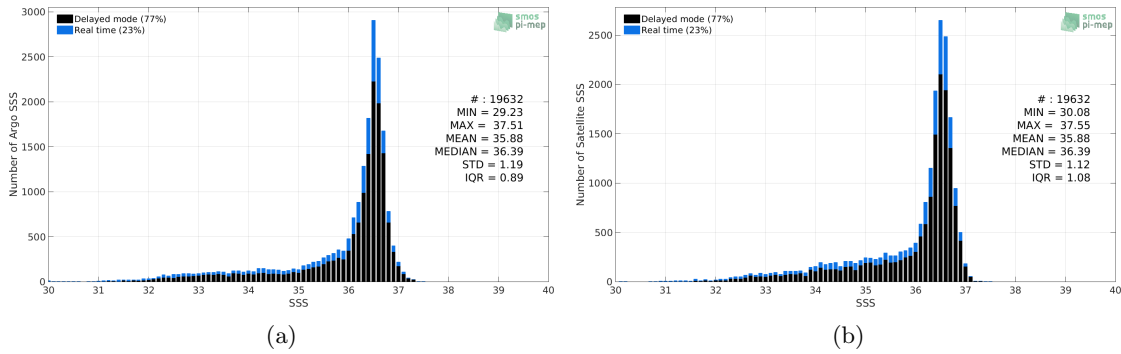 Delayed mode (77%)
Real time (23%)
smos
pi-mep
3000
2500
2000
1500
1000
500
0
Number of Argo SSS
# : 19632
MIN = 29.23
MAX = 37.51
MEAN = 35.88
MEDIAN = 36.39
STD = 1.19
IQR = 0.89
30 31 32 33 34 35 36 37 38 39 40
SSS
(a)
Delayed mode (77%)
Real time (23%)
smos
pi-mep
2500
2000
1500
1000
500
0
Number of Satellite SSS
# : 19632
MIN = 30.08
MAX = 37.55
MEAN = 35.88
MEDIAN = 36.39
STD = 1.12
IQR = 1.08
30 31 32 33 34 35 36 37 38 39 40
SSS
(b)